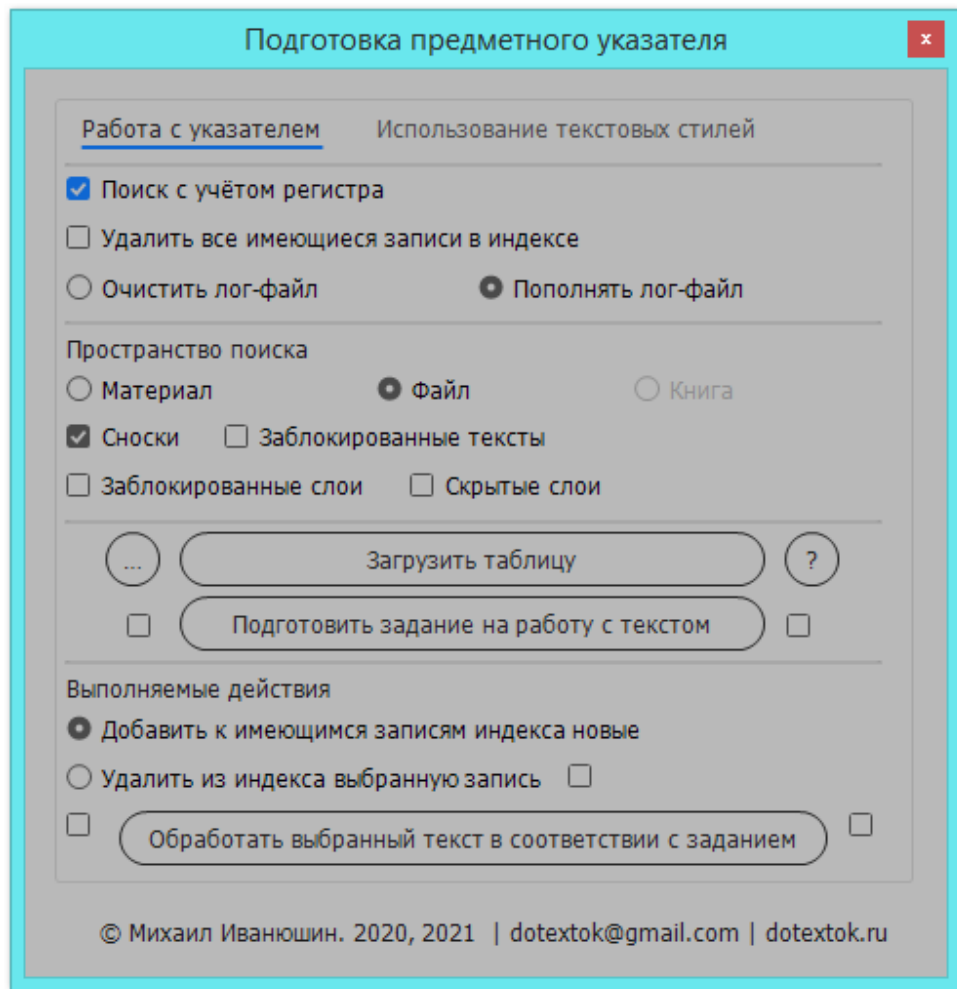 Подготовка предметного указателя x
Работа с указателем Использование текстовых стилей
Поиск с учётом регистра
Удалить все имеющиеся записи в индексе
Очистить лог-файл Пополнять лог-файл
Пространство поиска
Материал Файл Книга
Сноски Заблокированные тексты
Заблокированные слои Скрытые слои
... Загрузить таблицу ?
Подготовить задание на работу с текстом
Выполняемые действия
Добавить к имеющимся записям индекса новые
Удалить из индекса выбранную запись
Обработать выбранный текст в соответствии с заданием
© Михаил Иванюшин. 2020, 2021 | dotextok@gmail.com | dotextok.ru